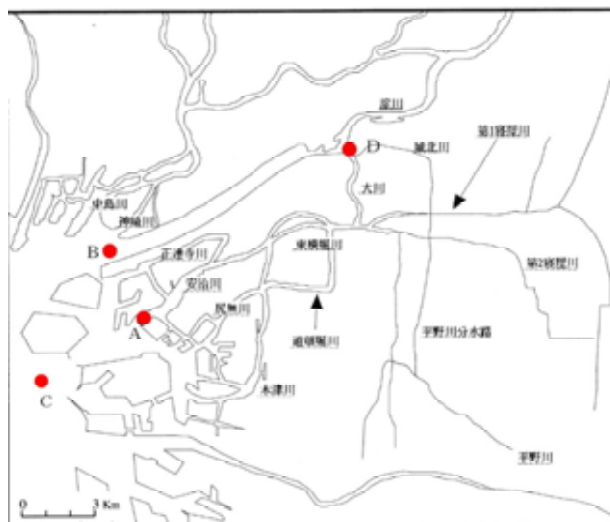 淀川
第1寝屋川
D
城北川
中島川
大川
神崎川
B
正蓮寺川
東横堀川
安治川
第2寝屋川
尻無川
A
道頓堀川
平野川分水路
C
木津川
平野川
0 3 Km